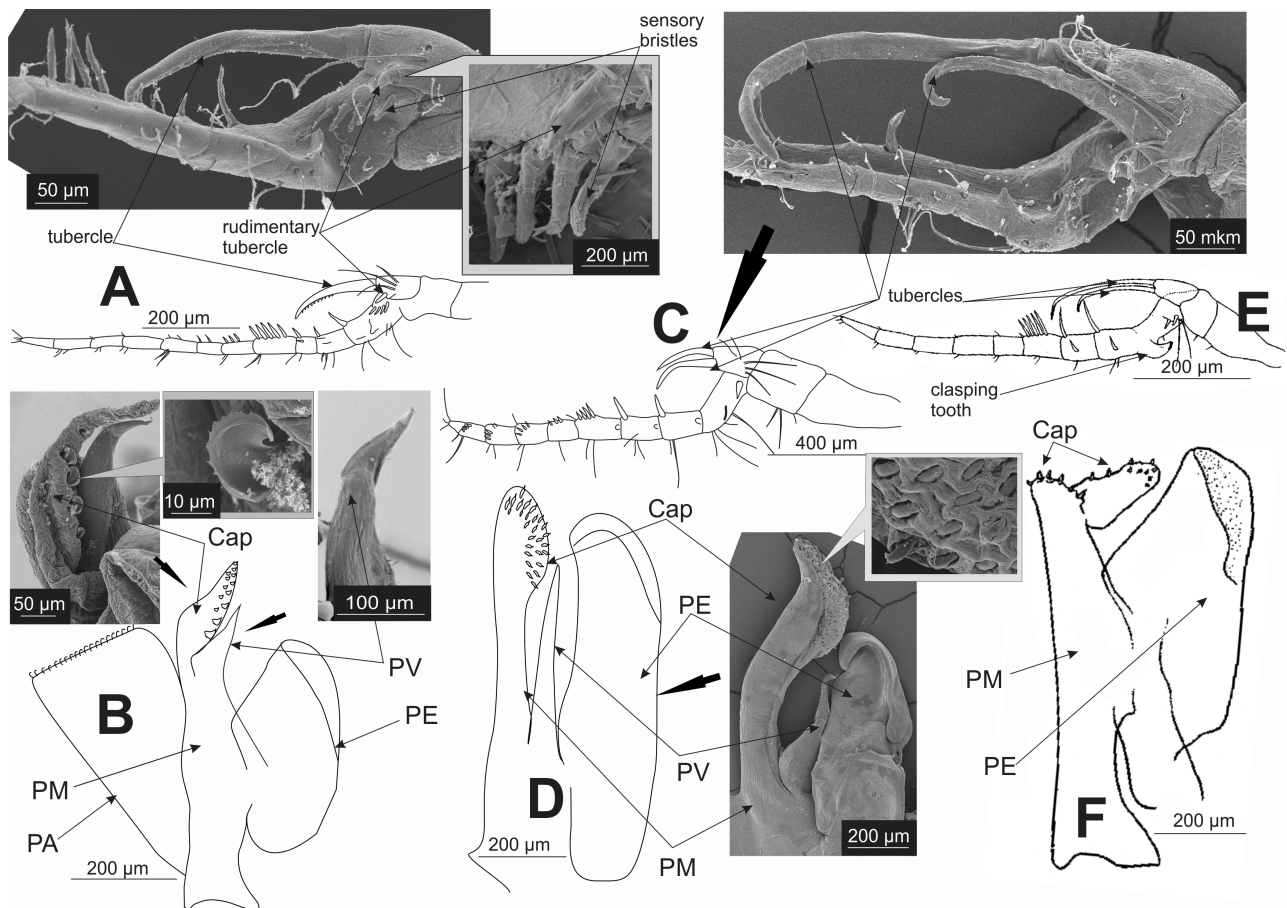 sensory
bristles
50 µm
200 µm
50 mkm
tubercle
rudimentary
tubercle
A
200 µm
tubercles
C
E
200 µm
clasping
tooth
400 µm
Cap
10 µm
50 µm
100 µm
Cap
Cap
PV
PE
B
PM
PA
200 µm
PE
PV
D
200 µm
PM
200 µm
PM
PE
F
200 µm